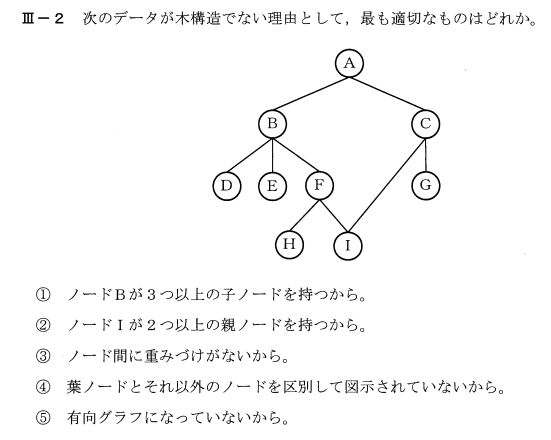 Ⅲ－２ 次のデータが木構造でない理由として，最も適切なものはどれか。
A
B
C
D
E
F
G
H
I
① ノードＢが３つ以上の子ノードを持つから。
② ノードＩが２つ以上の親ノードを持つから。
③ ノード間に重みづけがないから。
④ 葉ノードとそれ以外のノードを区別して図示されていないから。
⑤ 有向グラフになっていないから。